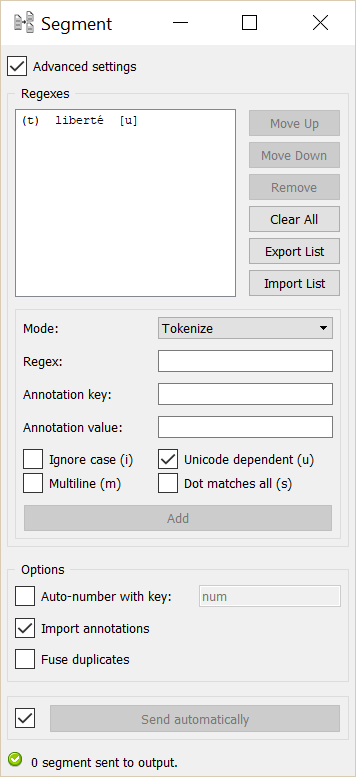 Segment
Advanced settings
Regexes
(t) liberté [u]
Move Up
Move Down
Remove
Clear All
Export List
Import List
Mode: Tokenize
Regex:
Annotation key:
Annotation value:
Ignore case (i) Unicode dependent (u)
Multiline (m) Dot matches all (s)
Add
Options
Auto-number with key: num
Import annotations
Fuse duplicates
Send automatically
0 segment sent to output.